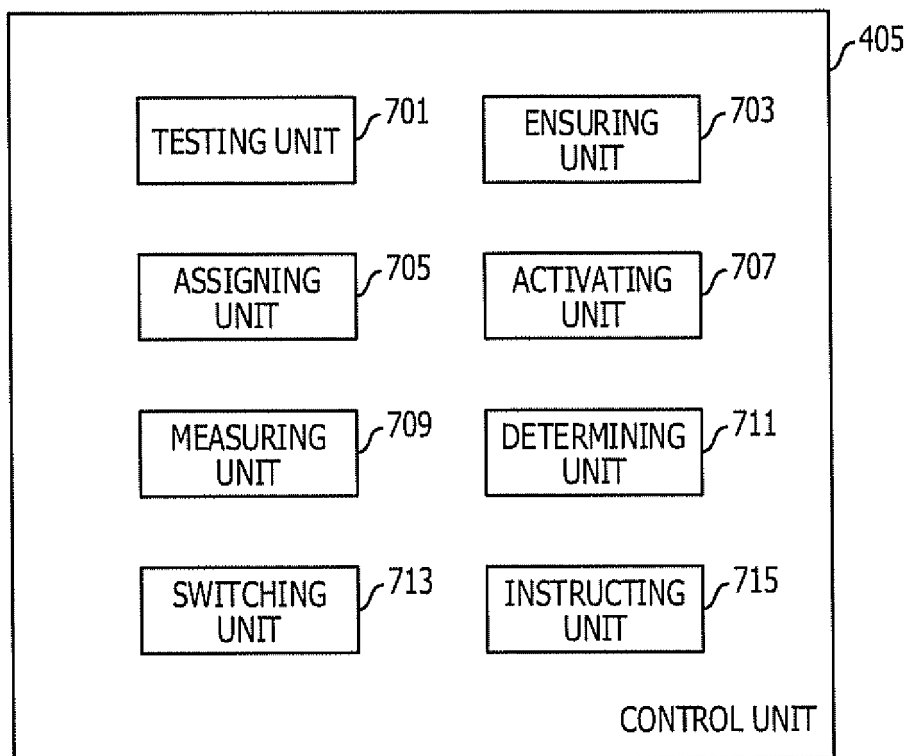 405
TESTING UNIT
701
ENSURING
UNIT
703
ASSIGNING
UNIT
705
ACTIVATING
UNIT
707
MEASURING
UNIT
709
DETERMINING
UNIT
711
SWITCHING
UNIT
713
INSTRUCTING
UNIT
715
CONTROL UNIT